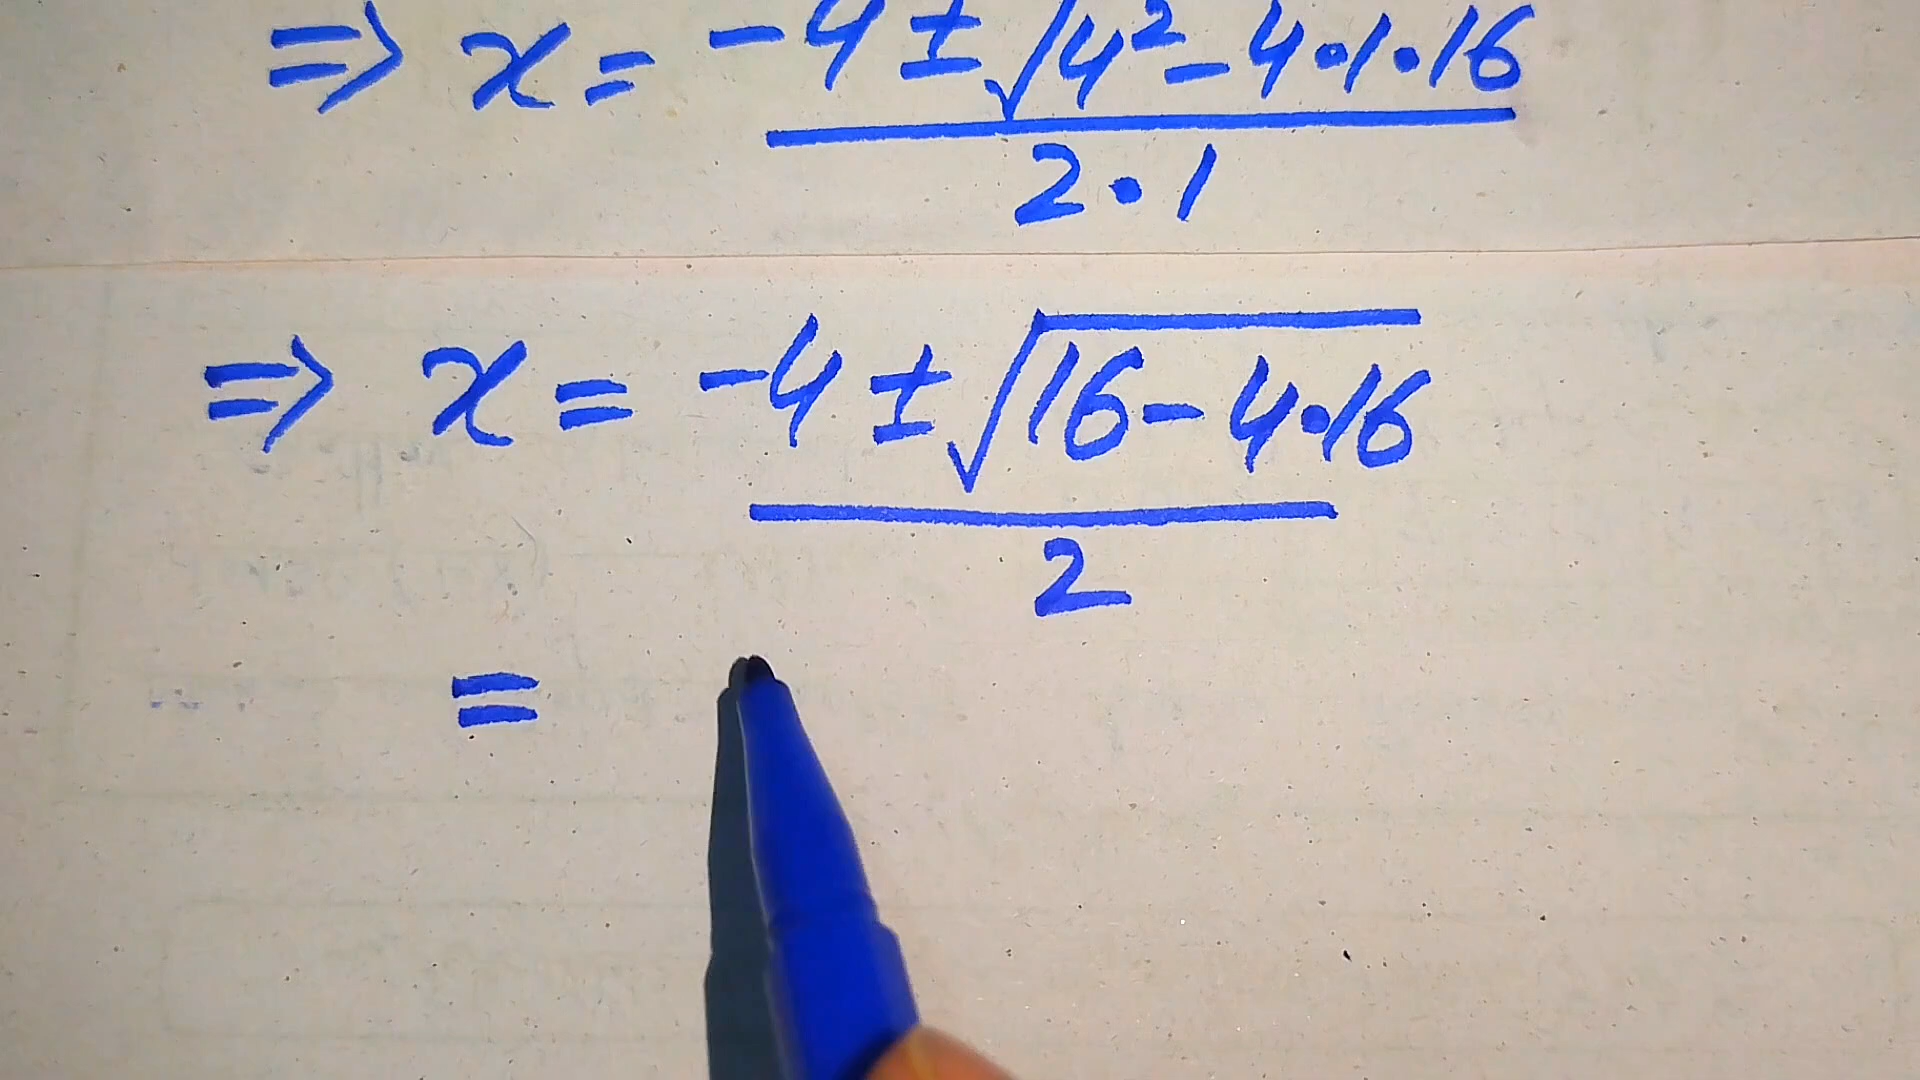 ⇒ x = -4 ± √4² - 4·1·16
2·1
⇒ x = -4 ± √16 - 4·16
2
=